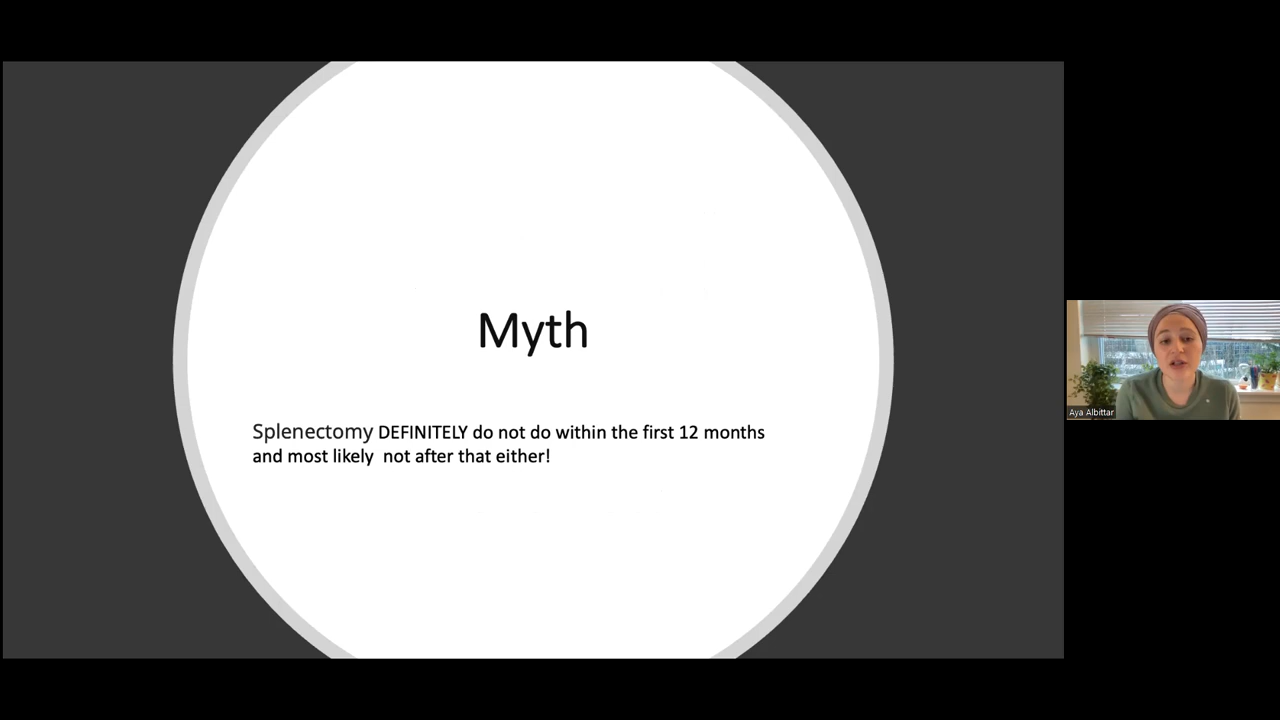 Myth
Splenectomy DEFINITELY do not do within the first 12 months
and most likely  not after that either!
Aya Albittar